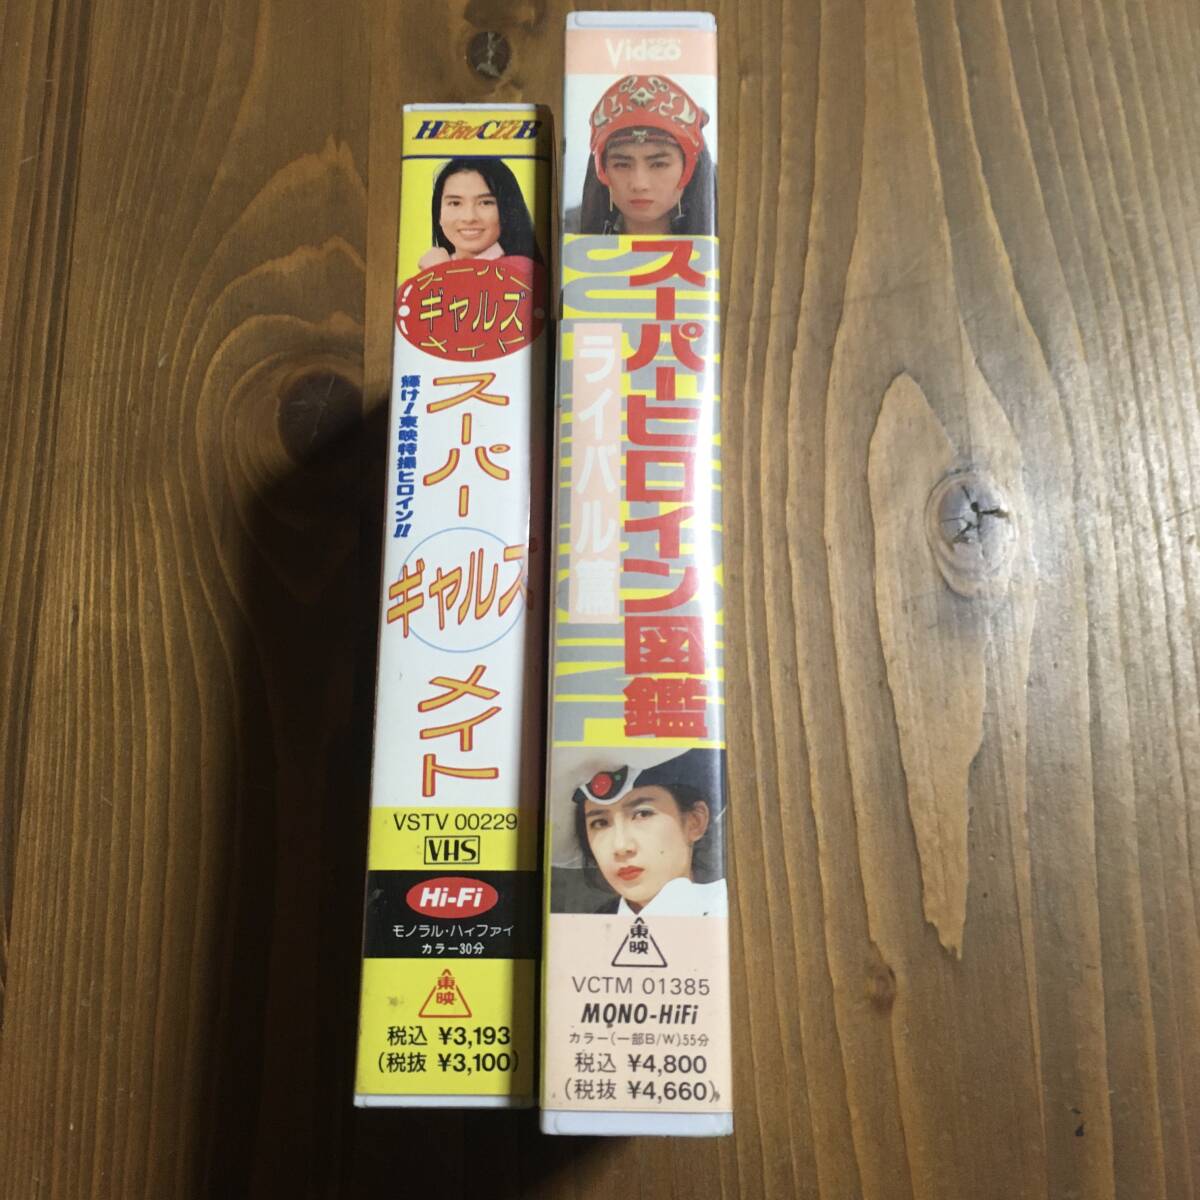 HERO CLUB
スーパー
ギャルズ
メイト
輝け!東映特撮ヒロイン!!
スーパー
ギャルズ
メイト
VSTV 00229
VHS
Hi-Fi
モノラル・ハイファイ
カラー30分
東映
税込 ¥3,193
(税抜 ¥3,100)
Video
スーパーヒロイン図鑑
ライバル篇
東映
VCTM 01385
MONO-HiFi
カラー(一部B/W)55分
税込 ¥4,800
(税抜 ¥4,660)